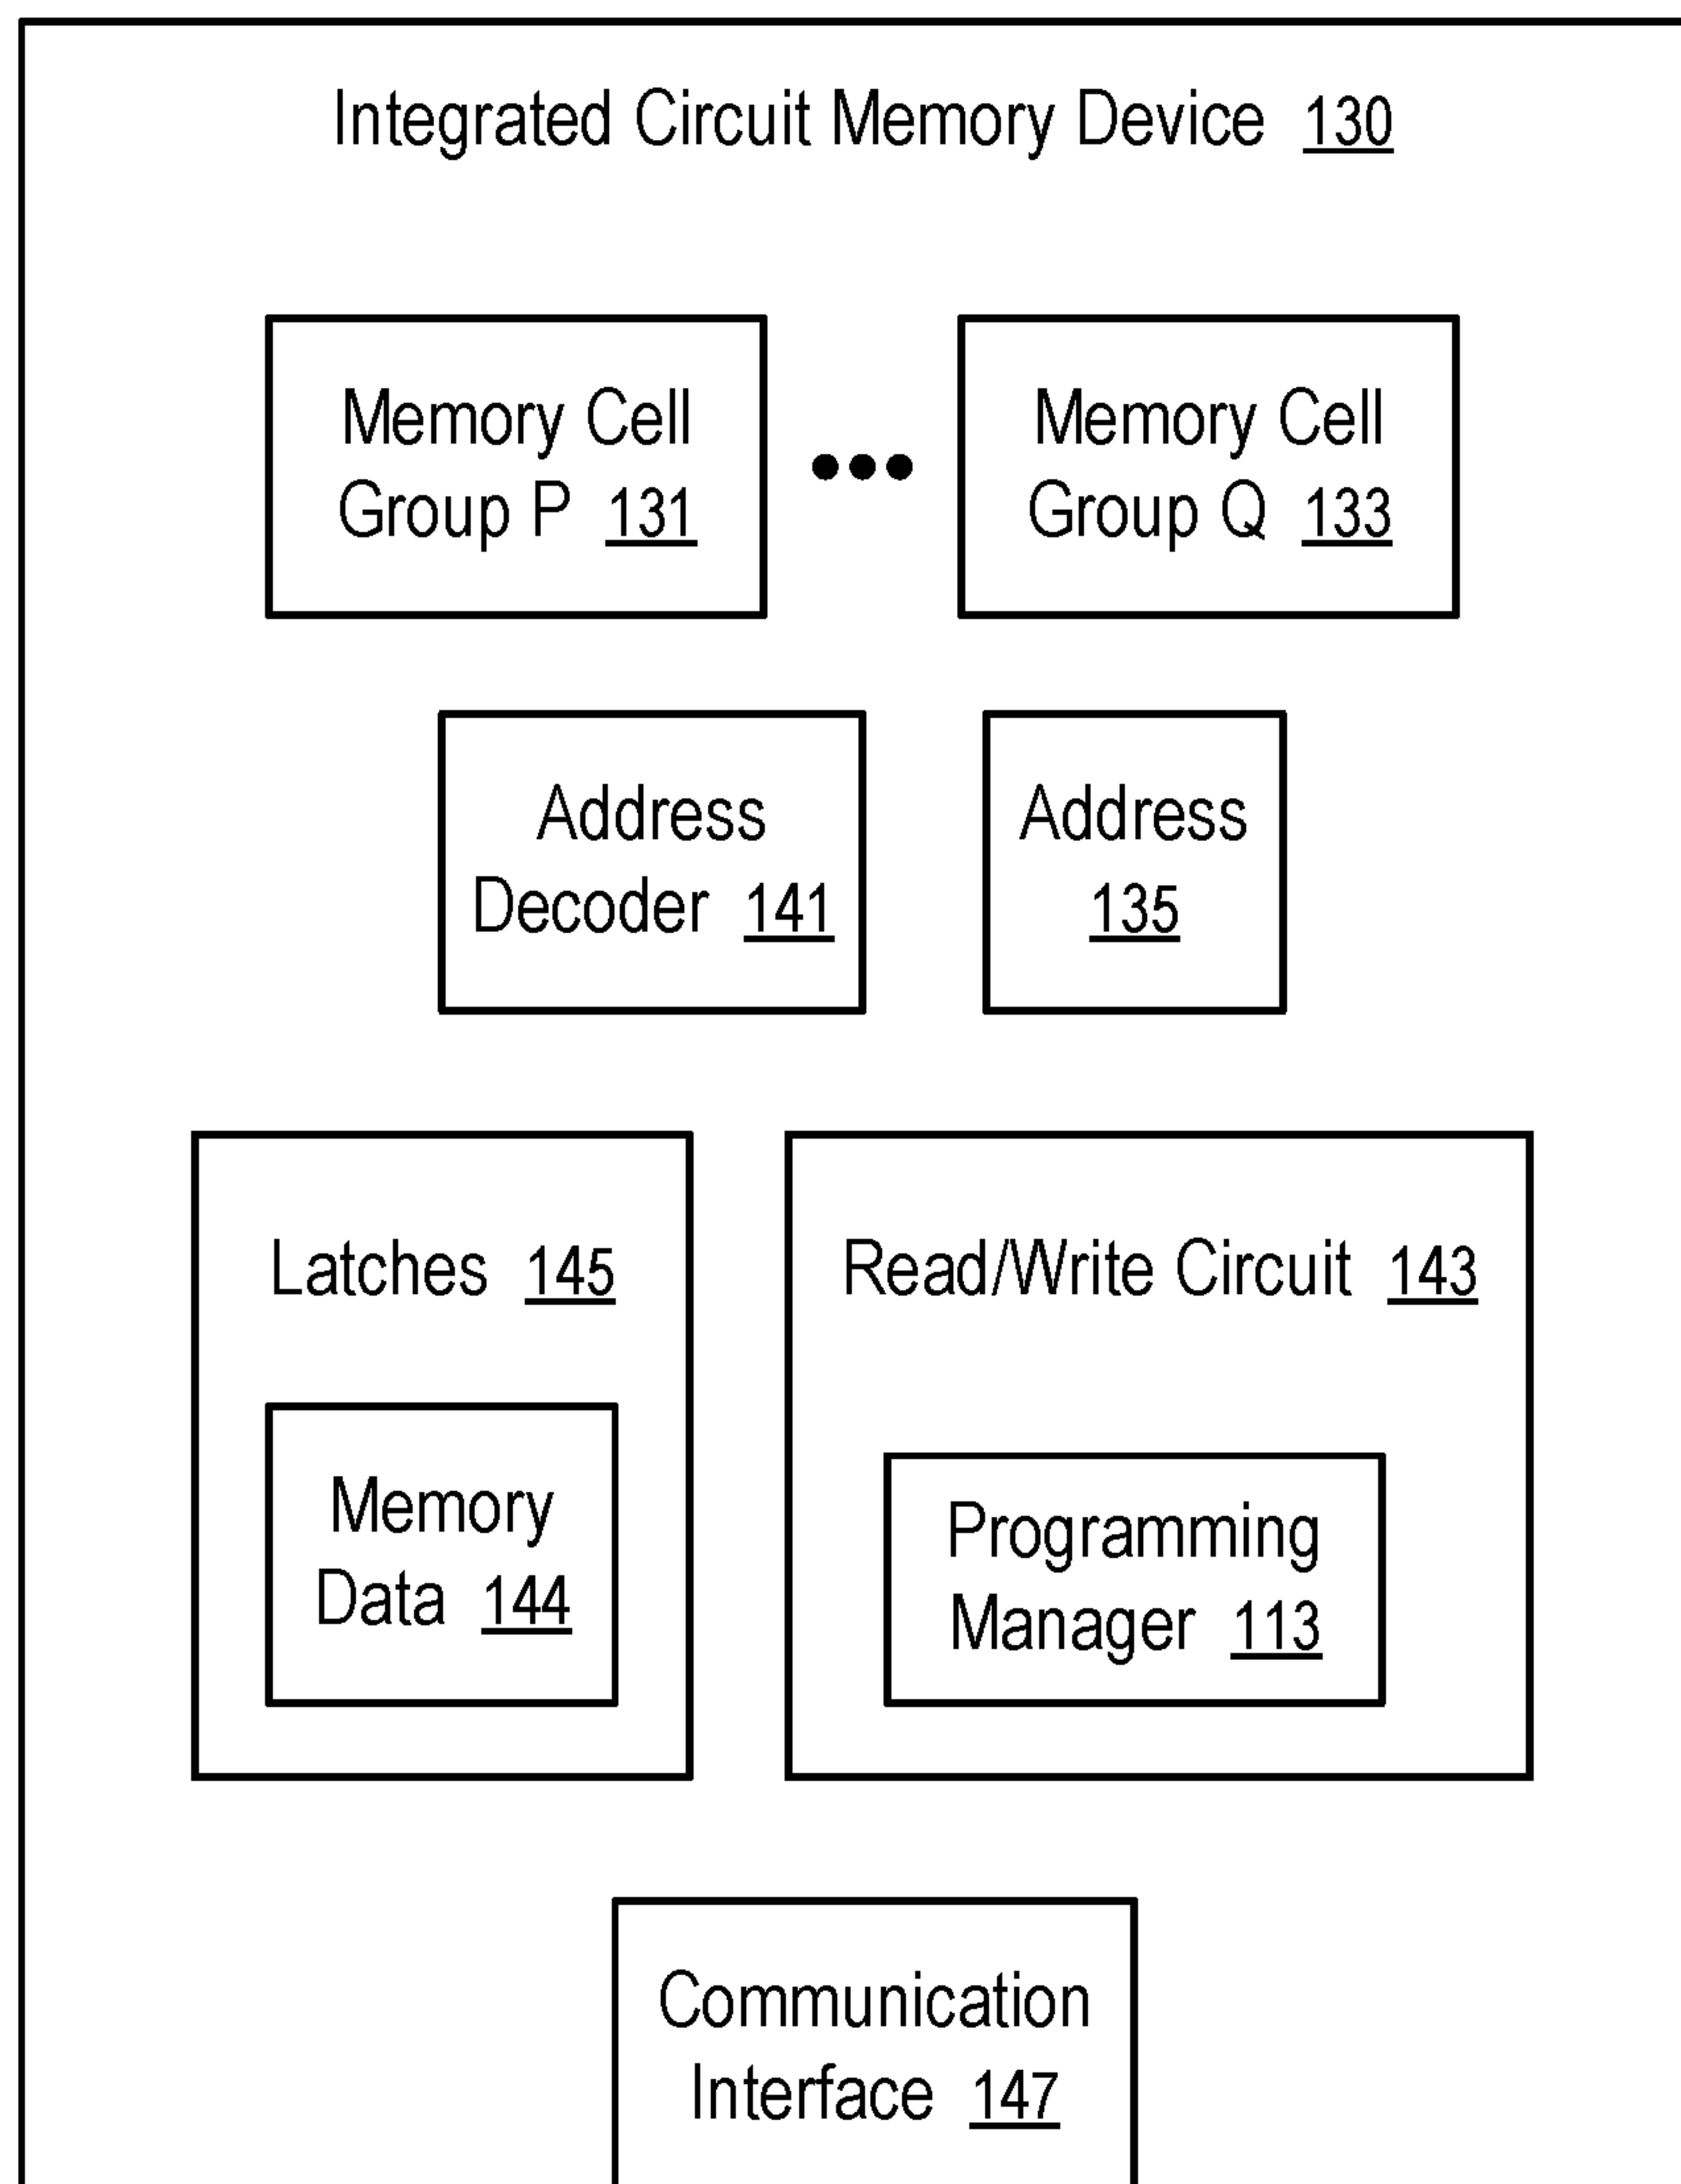 Integrated Circuit Memory Device 130
Memory Cell
Group P 131
Memory Cell
Group Q 133
Address
Decoder 141
Address
135
Latches 145
Memory
Data 144
Read/Write Circuit 143
Programming
Manager 113
Communication
Interface 147